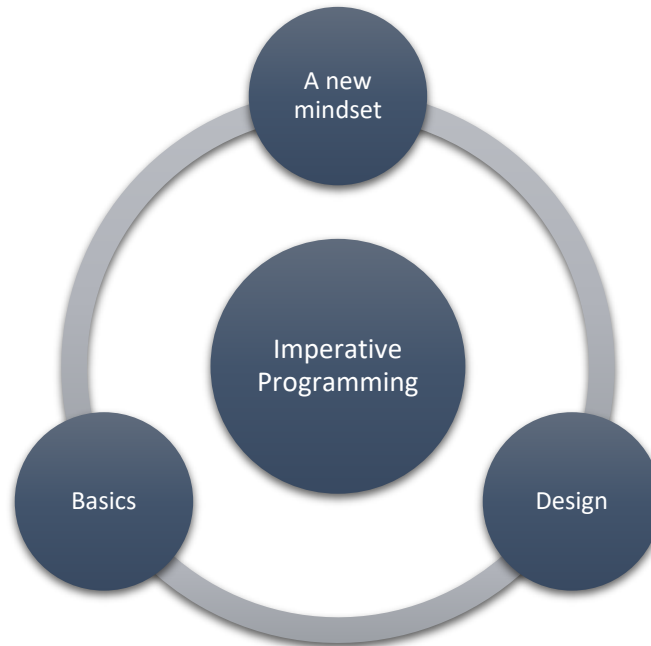 A new
mindset
Imperative
Programming
Basics
Design